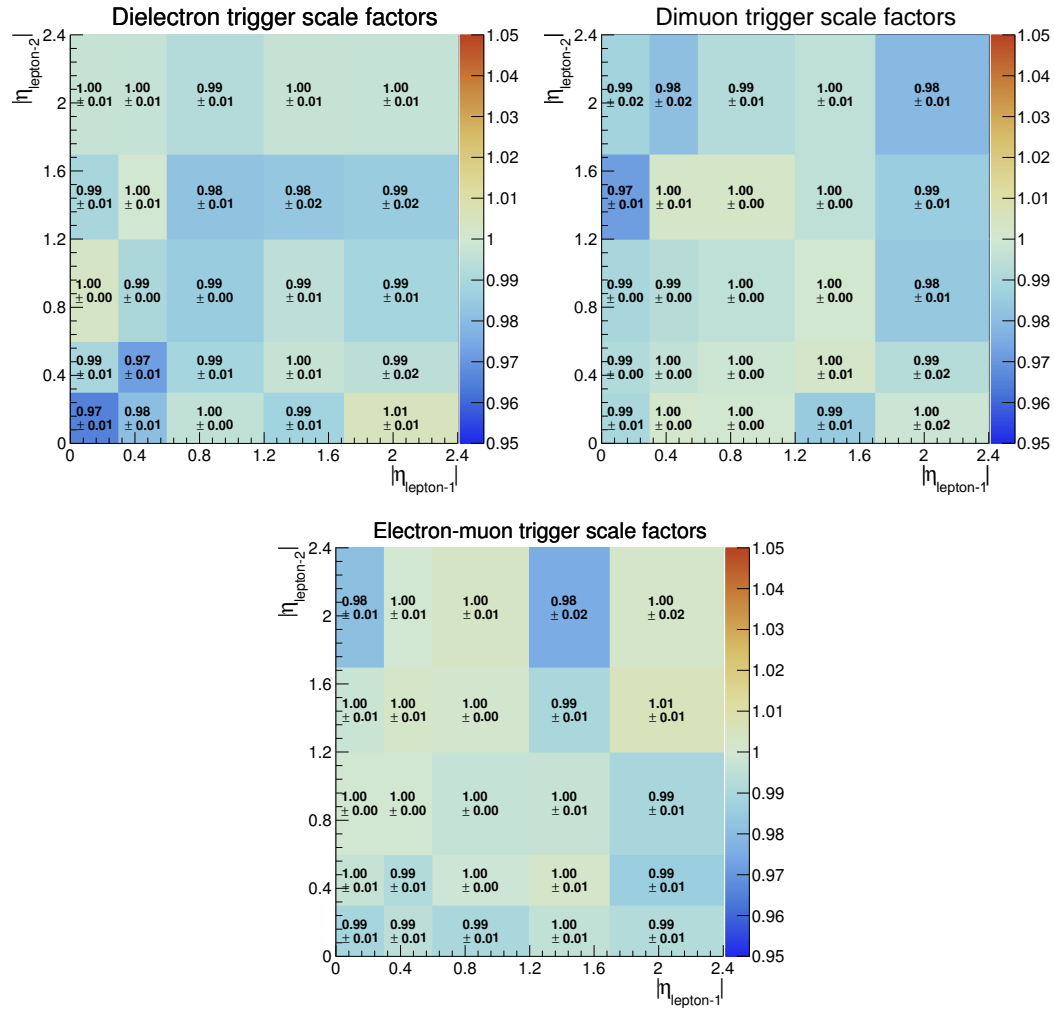 Dielectron trigger scale factors
|η_lepton-2|
2.4
2
1.6
1.2
0.8
0.4
0
1.00 1.00 0.99 1.00 1.00
± 0.01 ± 0.01 ± 0.01 ± 0.01 ± 0.01
0.99 1.00 0.98 0.98 0.99
± 0.01 ± 0.01 ± 0.01 ± 0.02 ± 0.02
1.00 0.99 0.99 0.99 0.99
± 0.00 ± 0.00 ± 0.00 ± 0.01 ± 0.01
0.99 0.97 0.99 1.00 0.99
± 0.01 ± 0.01 ± 0.01 ± 0.01 ± 0.02
0.97 0.98 1.00 0.99 1.01
± 0.01 ± 0.01 ± 0.00 ± 0.01 ± 0.01
0 0.4 0.8 1.2 1.6 2 2.4
|η_lepton-1|
1.05
1.04
1.03
1.02
1.01
1
0.99
0.98
0.97
0.96
0.95
Dimuon trigger scale factors
|η_lepton-2|
2.4
2
1.6
1.2
0.8
0.4
0
0.99 0.98 0.99 1.00 0.98
± 0.02 ± 0.02 ± 0.01 ± 0.01 ± 0.01
0.97 1.00 1.00 1.00 0.99
± 0.01 ± 0.01 ± 0.00 ± 0.00 ± 0.01
0.99 0.99 1.00 1.00 0.98
± 0.00 ± 0.00 ± 0.00 ± 0.00 ± 0.01
0.99 1.00 1.00 1.00 0.99
± 0.00 ± 0.00 ± 0.00 ± 0.01 ± 0.02
0.99 1.00 1.00 0.99 1.00
± 0.01 ± 0.00 ± 0.00 ± 0.01 ± 0.02
0 0.4 0.8 1.2 1.6 2 2.4
|η_lepton-1|
1.05
1.04
1.03
1.02
1.01
1
0.99
0.98
0.97
0.96
0.95
Electron-muon trigger scale factors
|η_lepton-2|
2.4
2
1.6
1.2
0.8
0.4
0
0.98 1.00 1.00 0.98 1.00
± 0.01 ± 0.01 ± 0.01 ± 0.02 ± 0.02
1.00 1.00 1.00 0.99 1.01
± 0.01 ± 0.01 ± 0.00 ± 0.01 ± 0.01
1.00 1.00 1.00 1.00 0.99
± 0.00 ± 0.00 ± 0.00 ± 0.01 ± 0.01
1.00 0.99 1.00 1.00 0.99
± 0.01 ± 0.01 ± 0.00 ± 0.01 ± 0.01
0.99 0.99 0.99 1.00 0.99
± 0.01 ± 0.01 ± 0.01 ± 0.01 ± 0.01
0 0.4 0.8 1.2 1.6 2 2.4
|η_lepton-1|
1.05
1.04
1.03
1.02
1.01
1
0.99
0.98
0.97
0.96
0.95